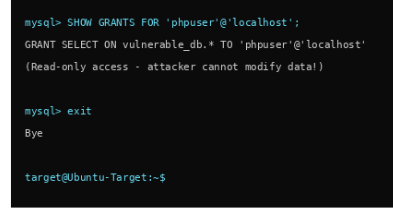 mysql> SHOW GRANTS FOR 'phpuser'@'localhost';
GRANT SELECT ON vulnerable_db.* TO 'phpuser'@'localhost'
(Read-only access - attacker cannot modify data!)
mysql> exit
Bye
target@Ubuntu-Target:~$